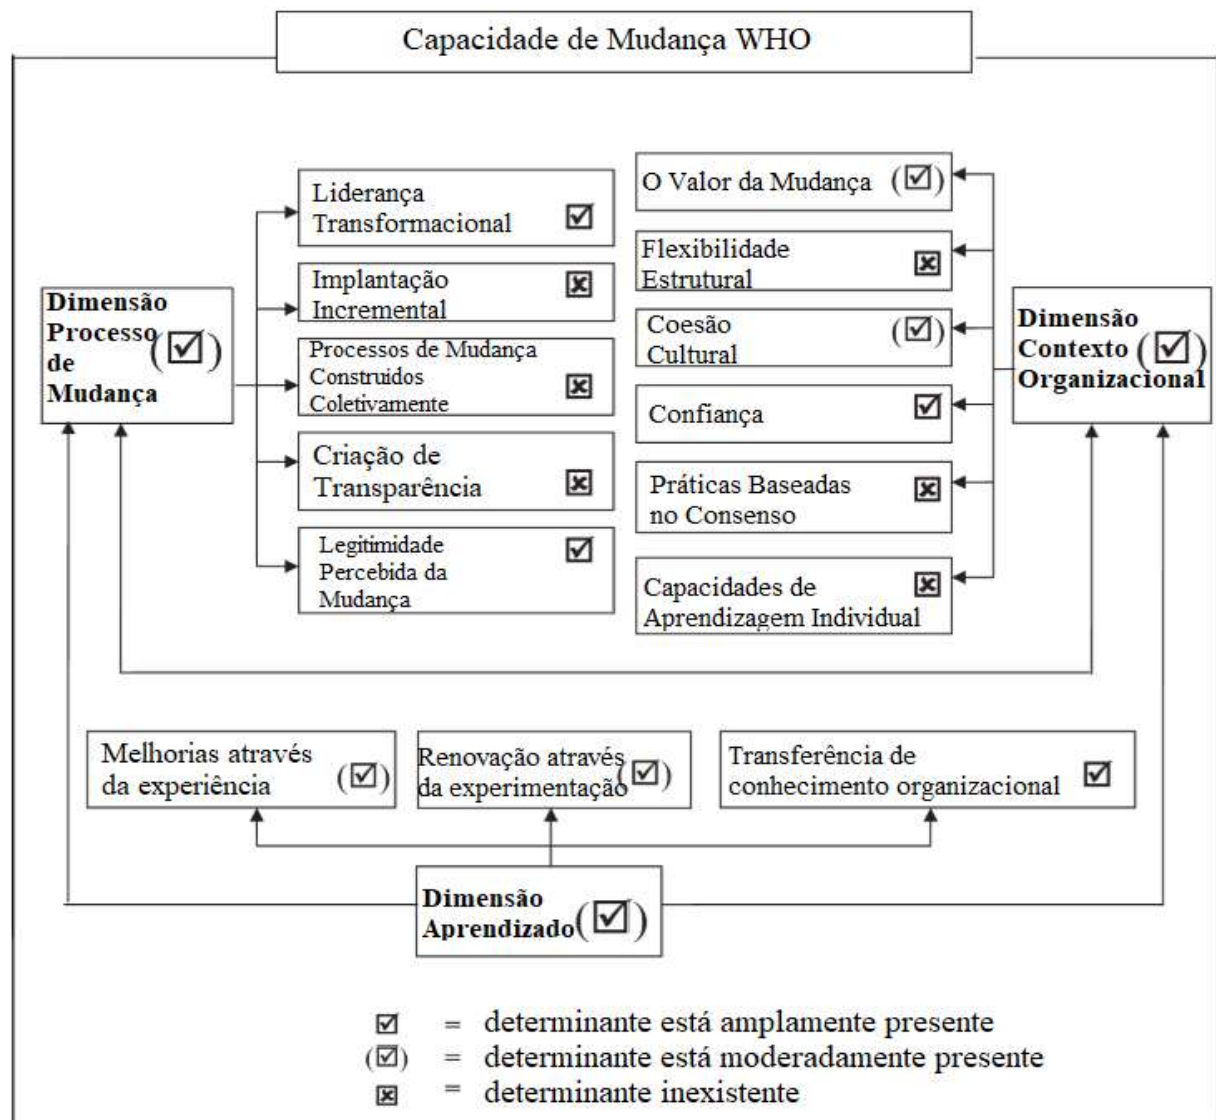 Capacidade de Mudança WHO
Dimensão
Processo
de
Mudança
(☑)
Liderança
Transformacional
☑
Implantação
Incremental
☒
Processos de Mudança
Construidos
Coletivamente
☒
Criação de
Transparência
☒
Legitimidade
Percebida da
Mudança
☑
O Valor da Mudança (☑)
Flexibilidade
Estrutural
☒
Coesão
Cultural
(☑)
Confiança ☑
Práticas Baseadas
no Consenso
☒
Capacidades de
Aprendizagem Individual
☒
Dimensão
Contexto
Organizacional
(☑)
Melhorias através
da experiência
(☑)
Renovação através
da experimentação
(☑)
Transferência de
conhecimento organizacional
☑
Dimensão
Aprendizado
(☑)
☑ = determinante está amplamente presente
(☑) = determinante está moderadamente presente
☒ = determinante inexistente